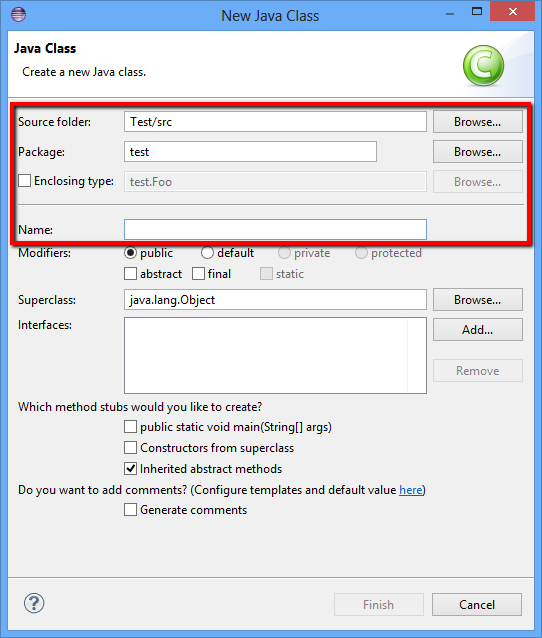 New Java Class
Java Class
Create a new Java class.
C
Source folder: Test/src Browse...
Package: test Browse...
Enclosing type: test.Foo Browse...
Name:
Modifiers: public default private protected
abstract final static
Superclass: java.lang.Object Browse...
Interfaces: Add...
Remove
Which method stubs would you like to create?
public static void main(String[] args)
Constructors from superclass
Inherited abstract methods
Do you want to add comments? (Configure templates and default value here)
Generate comments
? Finish Cancel